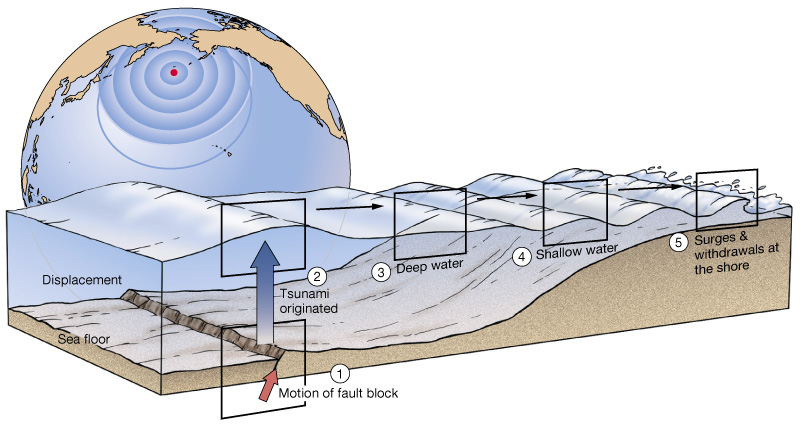 Displacement
Sea floor
1
Motion of fault block
2
Tsunami
originated
3
Deep water
4
Shallow water
5
Surges &
withdrawals at
the shore